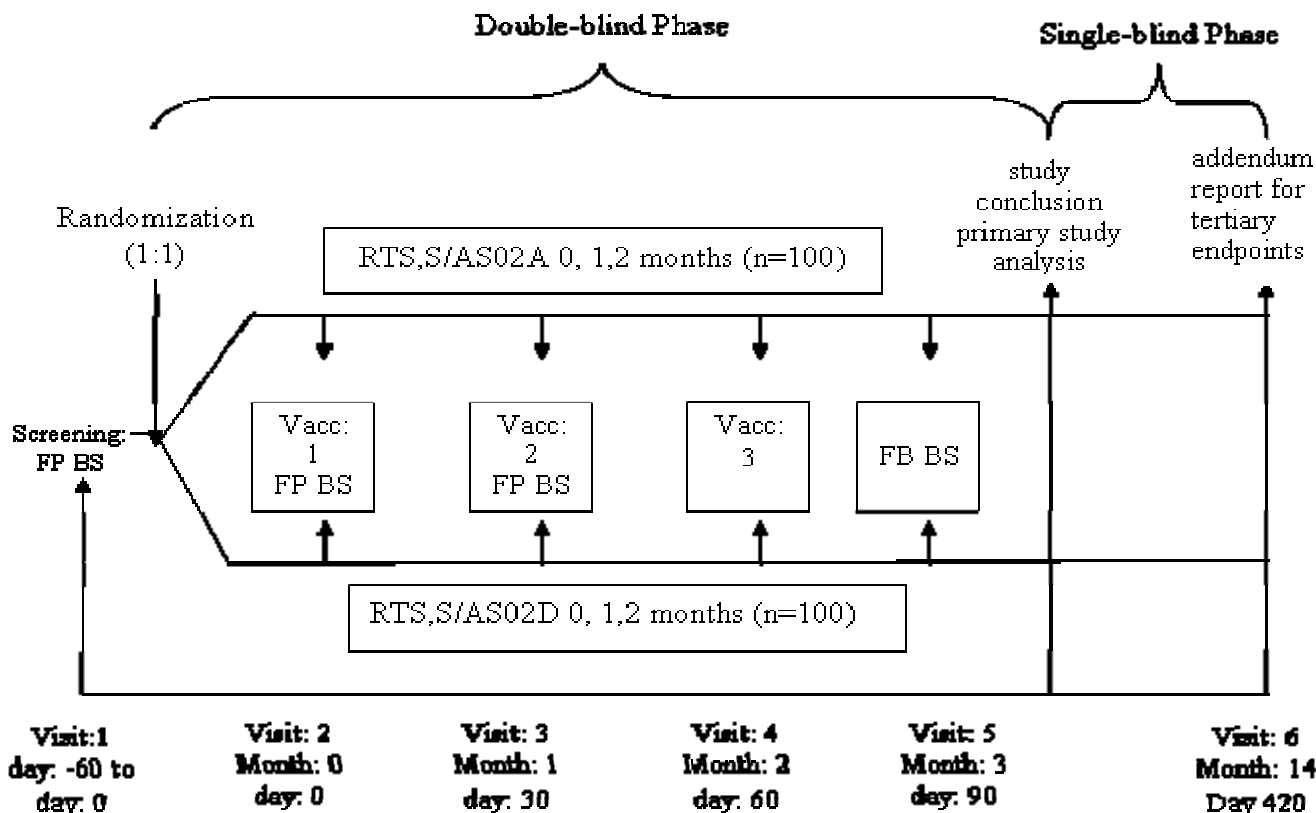 Double-blind Phase
Single-blind Phase
Randomization
(1:1)
RTS,S/AS02A 0, 1,2 months (n=100)
study
conclusion
primary study
analysis
addendum
report for
tertiary
endpoints
Screening:
FP BS
Vacc:
1
FP BS
Vacc:
2
FP BS
Vacc:
3
FB BS
RTS,S/AS02D 0, 1,2 months (n=100)
Visit:1
day: -60 to
day: 0
Visit: 2
Month: 0
day: 0
Visit: 3
Month: 1
day: 30
Visit: 4
Month: 2
day: 60
Visit: 5
Month: 3
day: 90
Visit: 6
Month: 14
Day 420